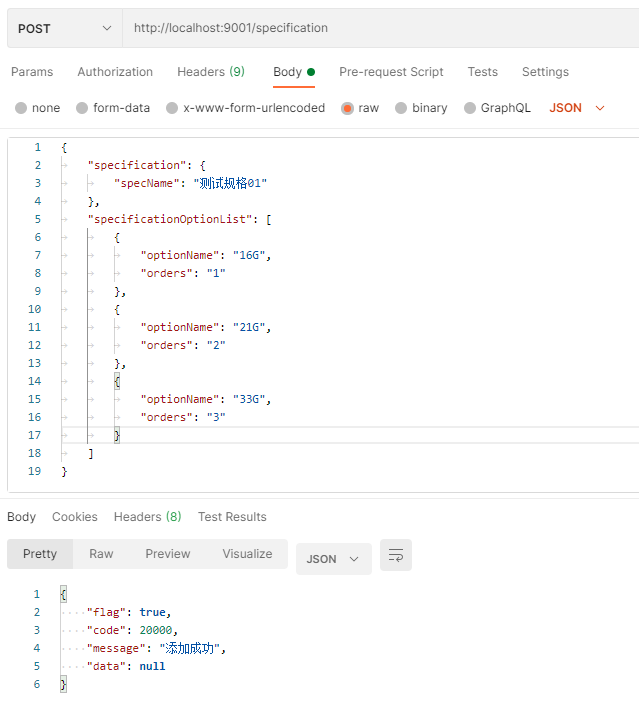 POST http://localhost:9001/specification
Params Authorization Headers (9) Body Pre-request Script Tests Settings
none form-data x-www-form-urlencoded raw binary GraphQL JSON
1 {
2 "specification": {
3 "specName": "测试规格01"
4 },
5 "specificationOptionList": [
6 {
7 "optionName": "16G",
8 "orders": "1"
9 },
10 {
11 "optionName": "21G",
12 "orders": "2"
13 },
14 {
15 "optionName": "33G",
16 "orders": "3"
17 }
18 ]
19 }
Body Cookies Headers (8) Test Results
Pretty Raw Preview Visualize JSON
1 {
2 "flag": true,
3 "code": 20000,
4 "message": "添加成功",
5 "data": null
6 }